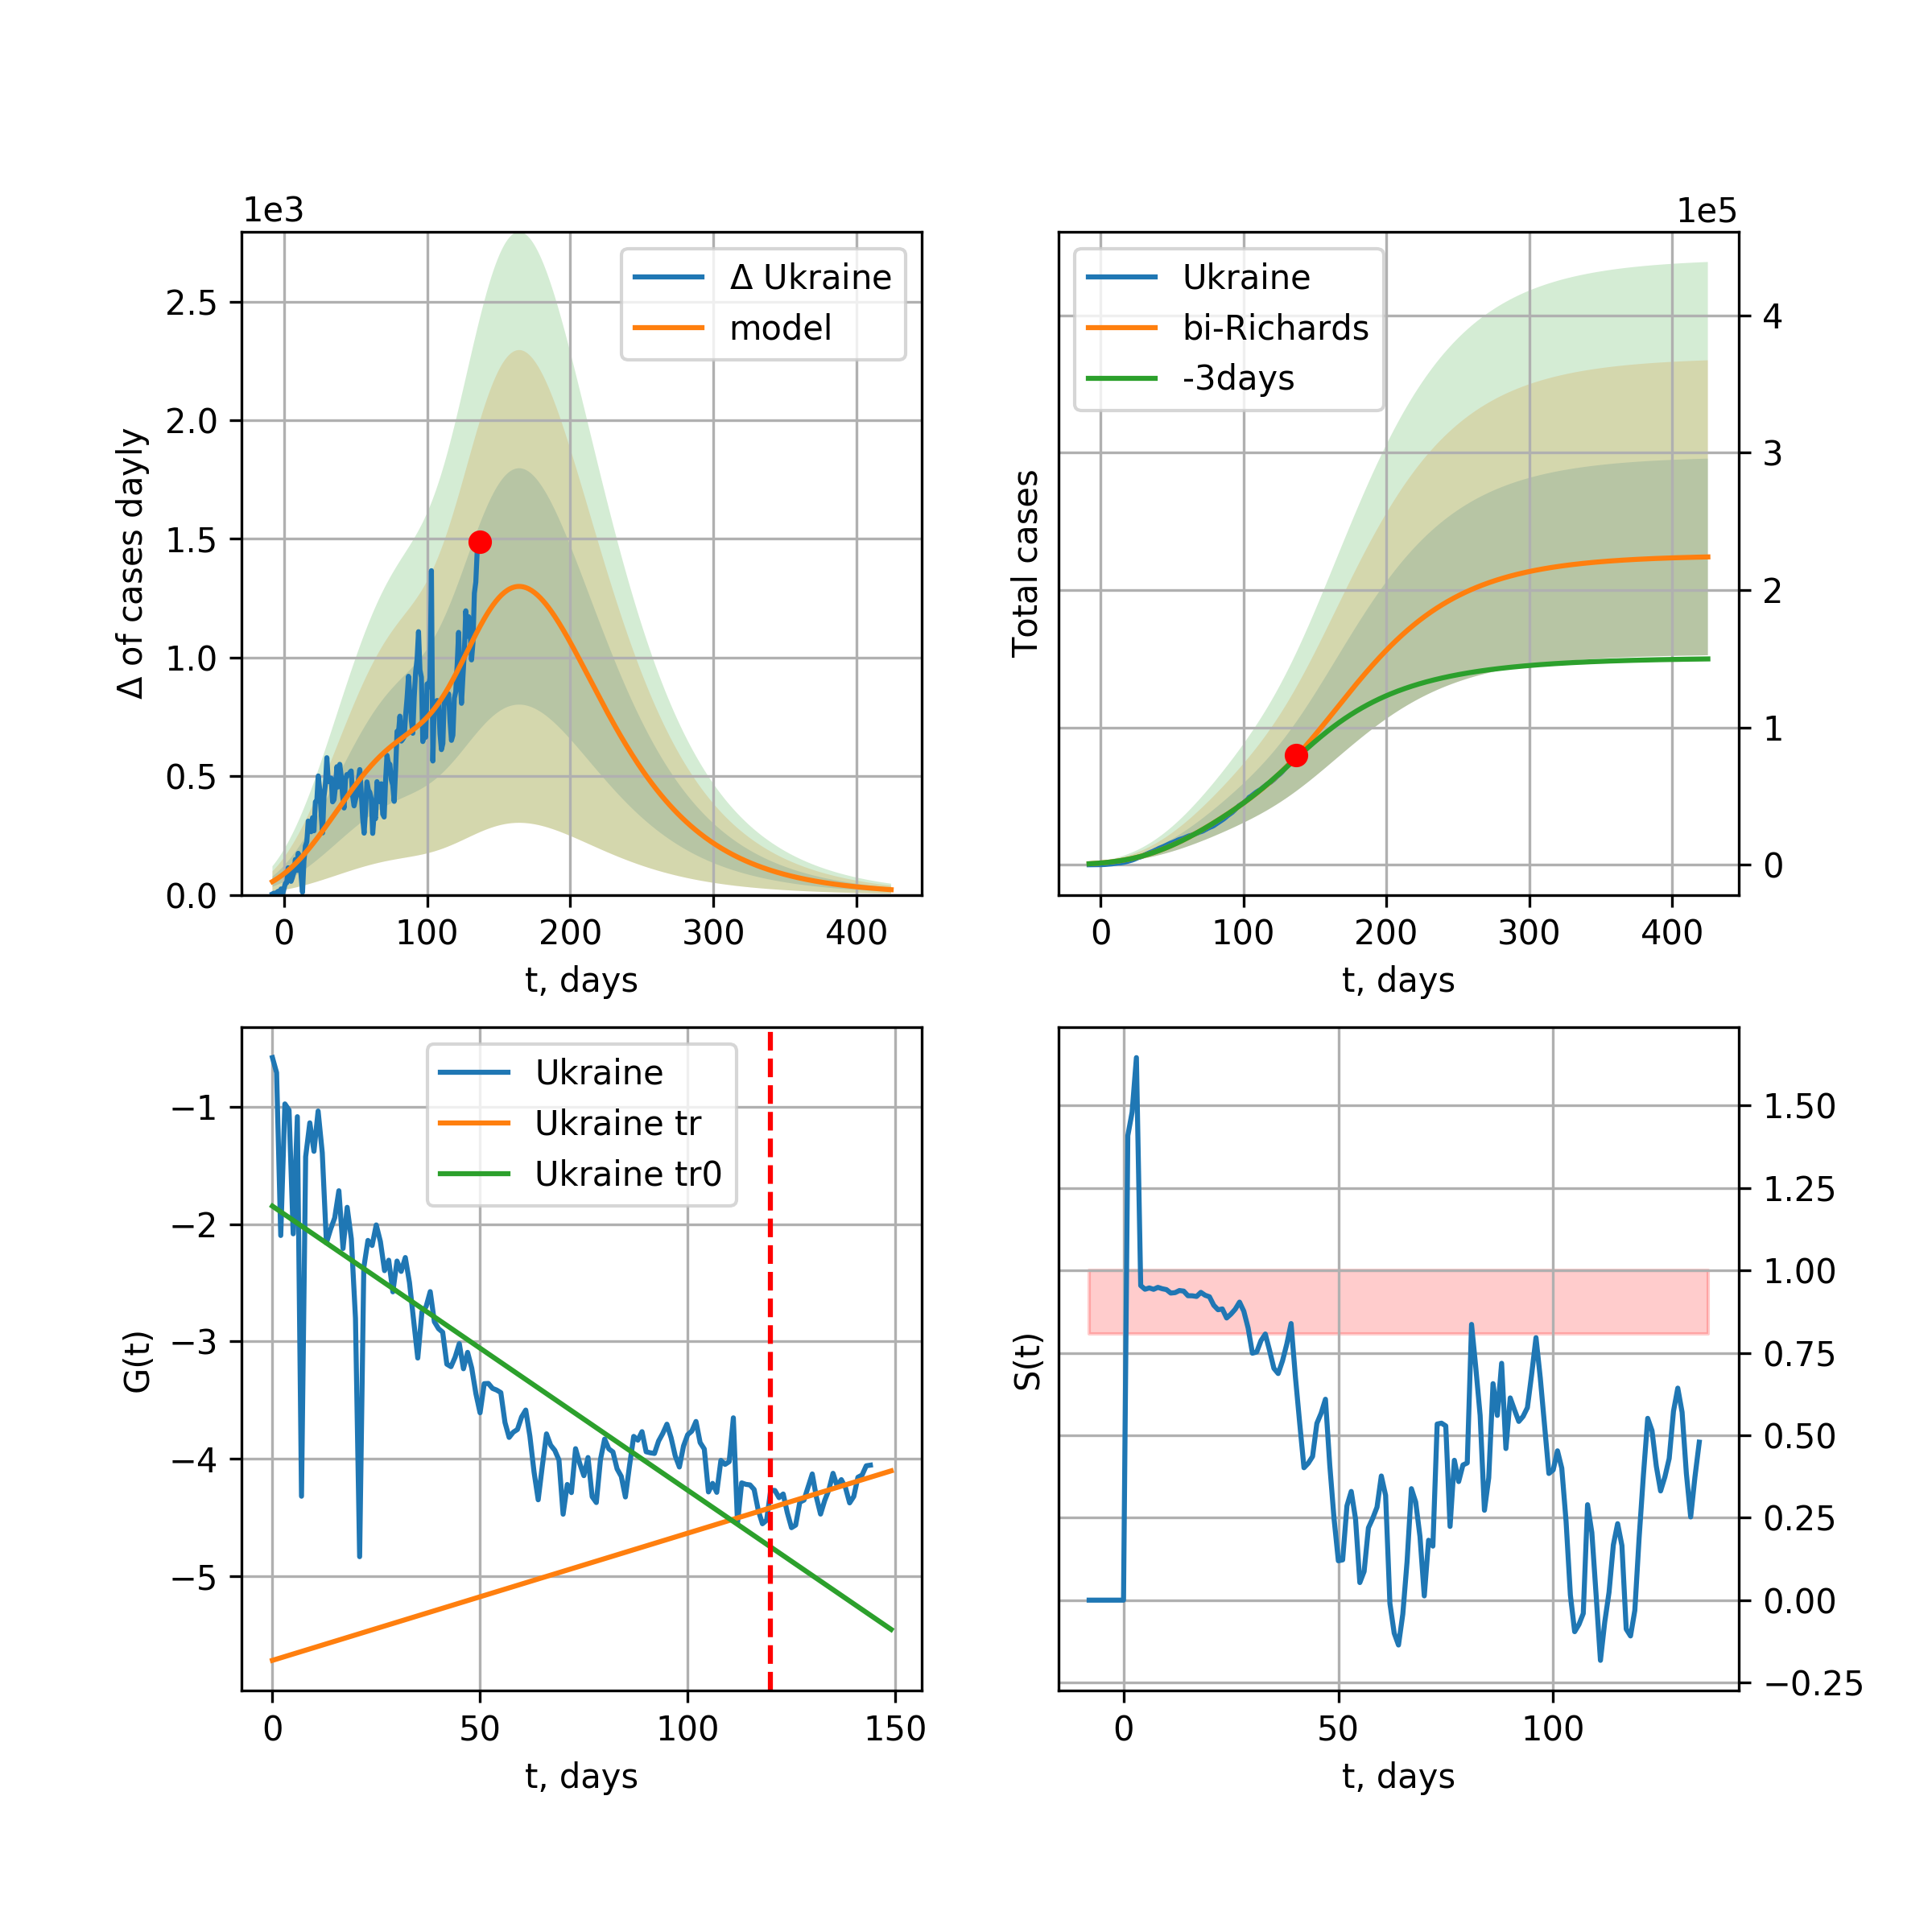 1e3
Δ of cases dayly
2.5
2.0
1.5
1.0
0.5
0.0
0 100 200 300 400
t, days
Δ Ukraine
model
1e5
Total cases
4
3
2
1
0
0 100 200 300 400
t, days
Ukraine
bi-Richards
-3days
G(t)
−1
−2
−3
−4
−5
0 50 100 150
t, days
Ukraine
Ukraine tr
Ukraine tr0
S(t)
1.50
1.25
1.00
0.75
0.50
0.25
0.00
−0.25
0 50 100
t, days